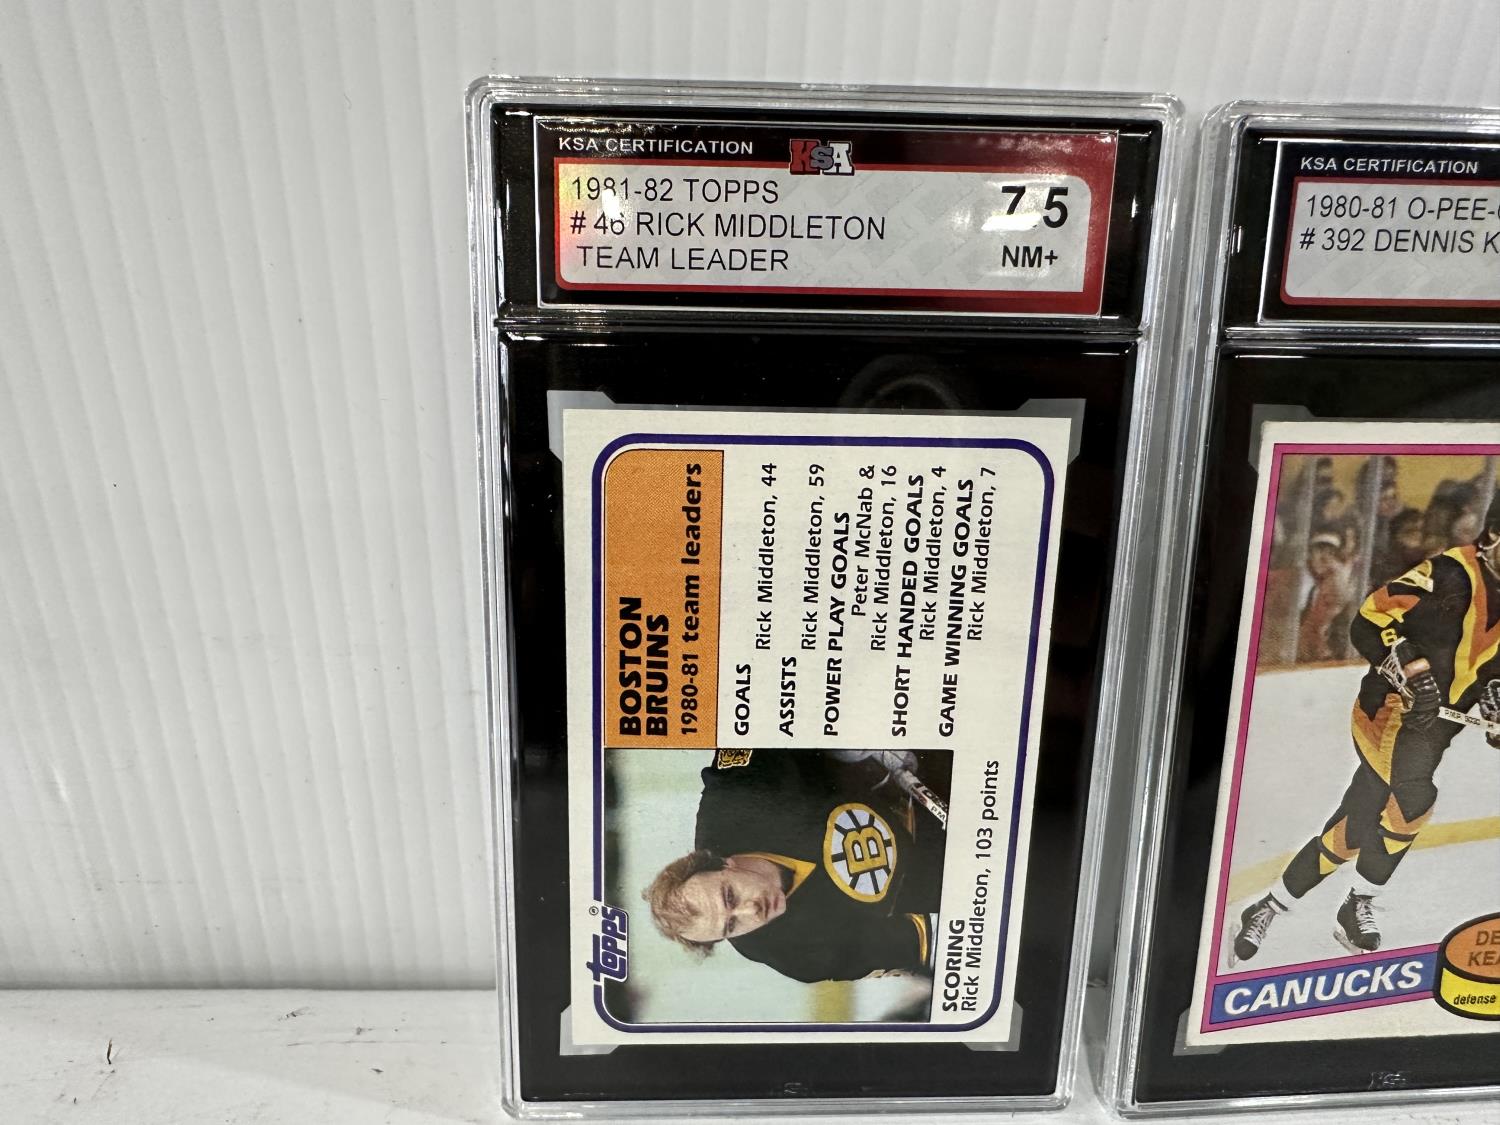 KSA CERTIFICATION
KSA
1981-82 TOPPS
# 46 RICK MIDDLETON
TEAM LEADER
7.5
NM+
BOSTON
BRUINS
1980-81 team leaders
GOALS
Rick Middleton, 44
ASSISTS
Rick Middleton, 59
POWER PLAY GOALS
Peter McNab &
Rick Middleton, 16
SHORT HANDED GOALS
Rick Middleton, 4
GAME WINNING GOALS
Rick Middleton, 7
SCORING
Rick Middleton, 103 points
topps®
B
KSA CERTIFICATION
1980-81 O-PEE-
# 392 DENNIS K
6
CANUCKS
DE
KEA
defense